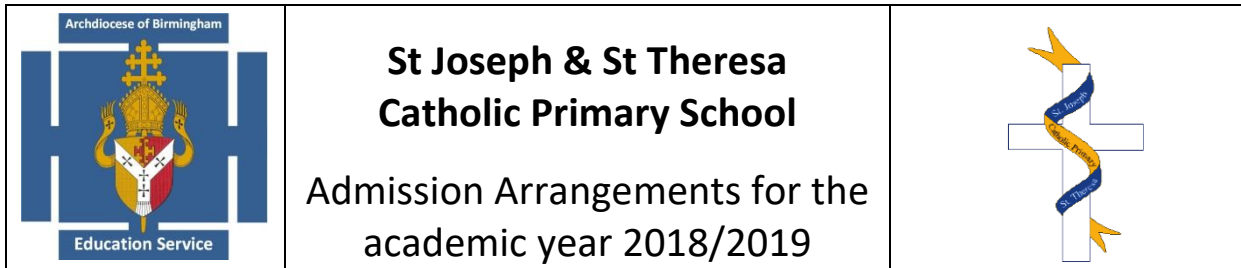 Archdiocese of Birmingham
Education Service
St Joseph & St Theresa
Catholic Primary School
Admission Arrangements for the
academic year 2018/2019
St. Joseph
Catholic Primary
St. Theresa